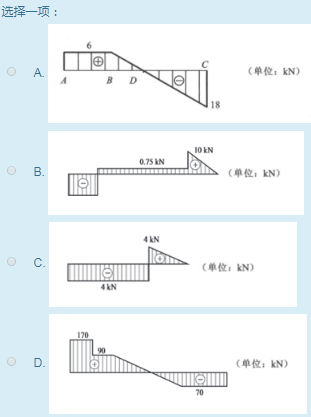 选择一项：
6
C
A. (单位：kN)
A B D
18
10 kN
0.75 kN
B. (单位：kN)
4 kN
C. (单位：kN)
4 kN
170
90
D. (单位：kN)
70